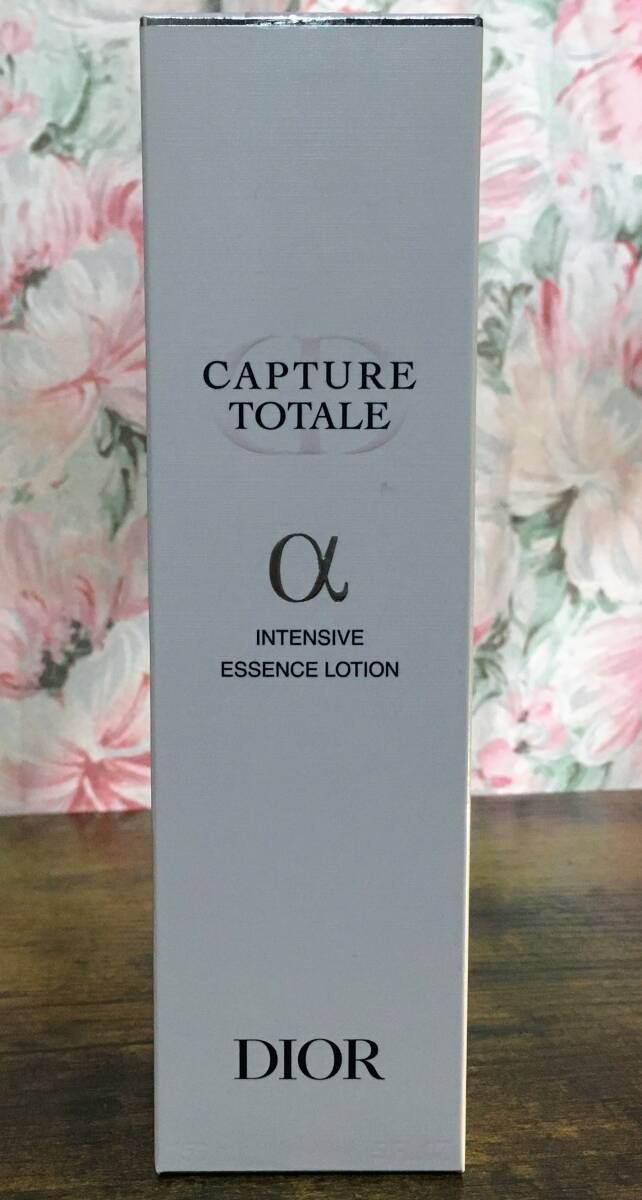 CAPTURE
TOTALE
α
INTENSIVE
ESSENCE LOTION
DIOR